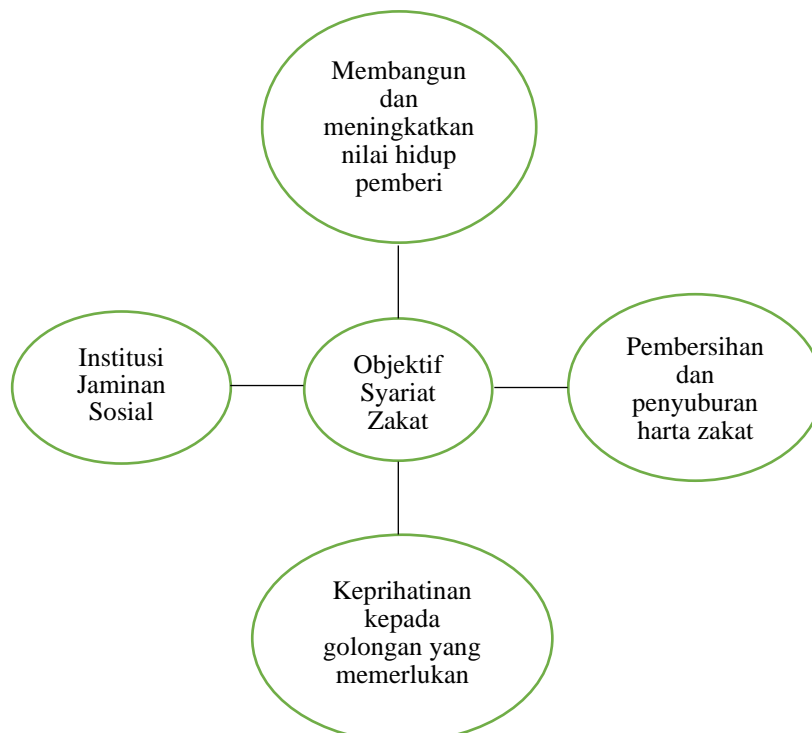 Membangun
dan
meningkatkan
nilai hidup
pemberi
Institusi
Jaminan
Sosial
Objektif
Syariat
Zakat
Pembersihan
dan
penyuburan
harta zakat
Keprihatinan
kepada
golongan yang
memerlukan